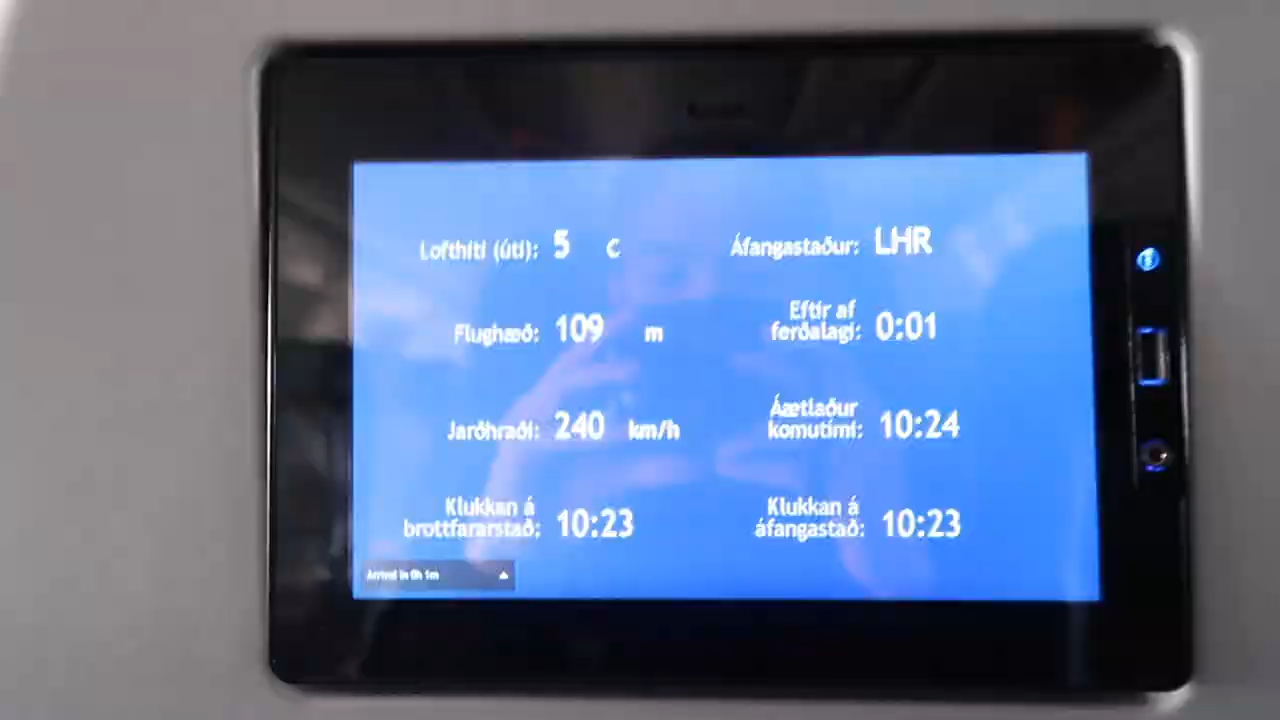 Lofthiti (úti): 5 C
Áfangastaður: LHR
Flughæð: 109 m
Eftir af
ferðalagi: 0:01
Jarðhraði: 240 km/h
Áætlaður
komutími: 10:24
Klukkan á
brottfararstað: 10:23
Klukkan á
áfangastað: 10:23
Arrival in 0h 1m